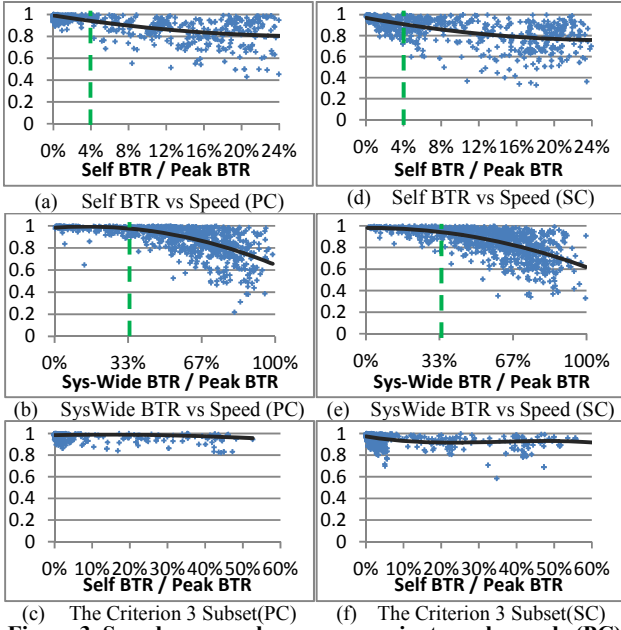 1
0.8
0.6
0.4
0.2
0
0% 4% 8% 12% 16% 20% 24%
Self BTR / Peak BTR
(a) Self BTR vs Speed (PC)
1
0.8
0.6
0.4
0.2
0
0% 4% 8% 12% 16% 20% 24%
Self BTR / Peak BTR
(d) Self BTR vs Speed (SC)
1
0.8
0.6
0.4
0.2
0
0% 33% 67% 100%
Sys-Wide BTR / Peak BTR
(b) SysWide BTR vs Speed (PC)
1
0.8
0.6
0.4
0.2
0
0% 33% 67% 100%
Sys-Wide BTR / Peak BTR
(e) SysWide BTR vs Speed (SC)
1
0.8
0.6
0.4
0.2
0
0% 10% 20% 30% 40% 50% 60%
Self BTR / Peak BTR
(c) The Criterion 3 Subset(PC)
1
0.8
0.6
0.4
0.2
0
0% 10% 20% 30% 40% 50% 60%
Self BTR / Peak BTR
(f) The Criterion 3 Subset(SC)